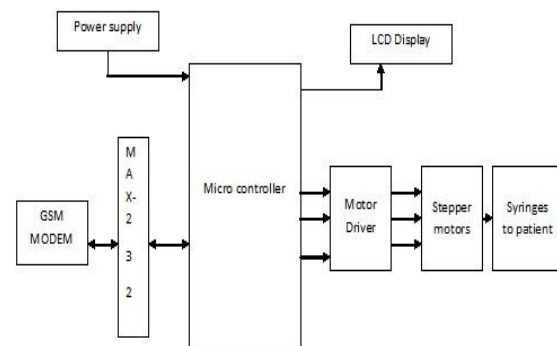 Power supply
LCD Display
M
A
X-
2
3
2
Micro controller
GSM
MODEM
Motor
Driver
Stepper
motors
Syringes
to patient